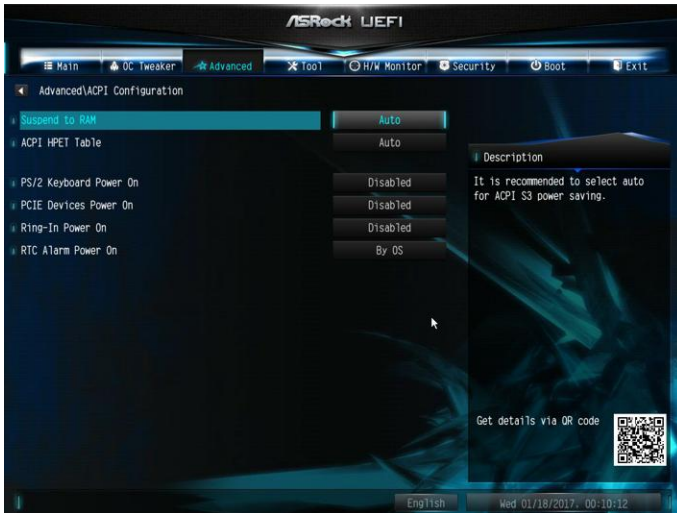 ASRock UEFI
Main OC Tweaker Advanced Tool H/W Monitor Security Boot Exit
Advanced\ACPI Configuration
Suspend to RAM Auto
ACPI HPET Table Auto
PS/2 Keyboard Power On Disabled
PCIE Devices Power On Disabled
Ring-In Power On Disabled
RTC Alarm Power On By OS
Description
It is recommended to select auto
for ACPI S3 power saving.
Get details via QR code
English Wed 01/18/2017. 00:10:12